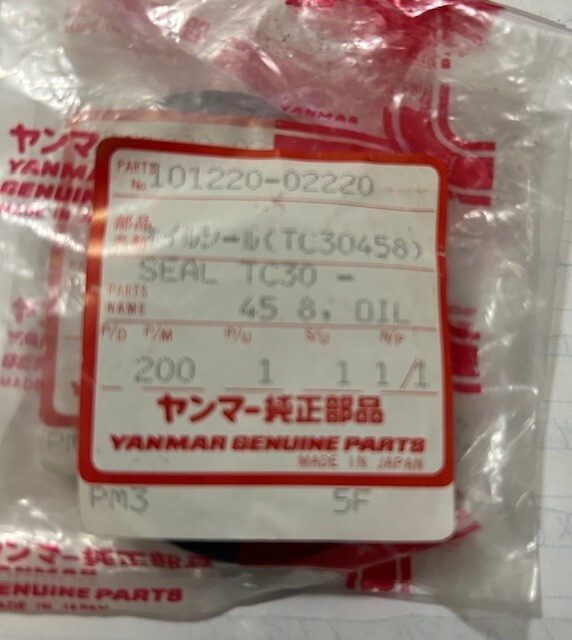 YANMAR
ヤンマ
YANMAR
GENUIN
PARTS
No 101220-02220
部品
名称 オイルシール(TC30458)
SEAL TC30 -
PARTS
NAME 45 8, OIL
P/D P/M P/U S/U N/P
200 1 1 1/1
ヤンマー純正部品
YANMAR GENUINE PARTS
MADE IN JAPAN
PM3 5F
ンマー純正部品
YANMAR
GENUINE PARTS
MADE IN JAPAN